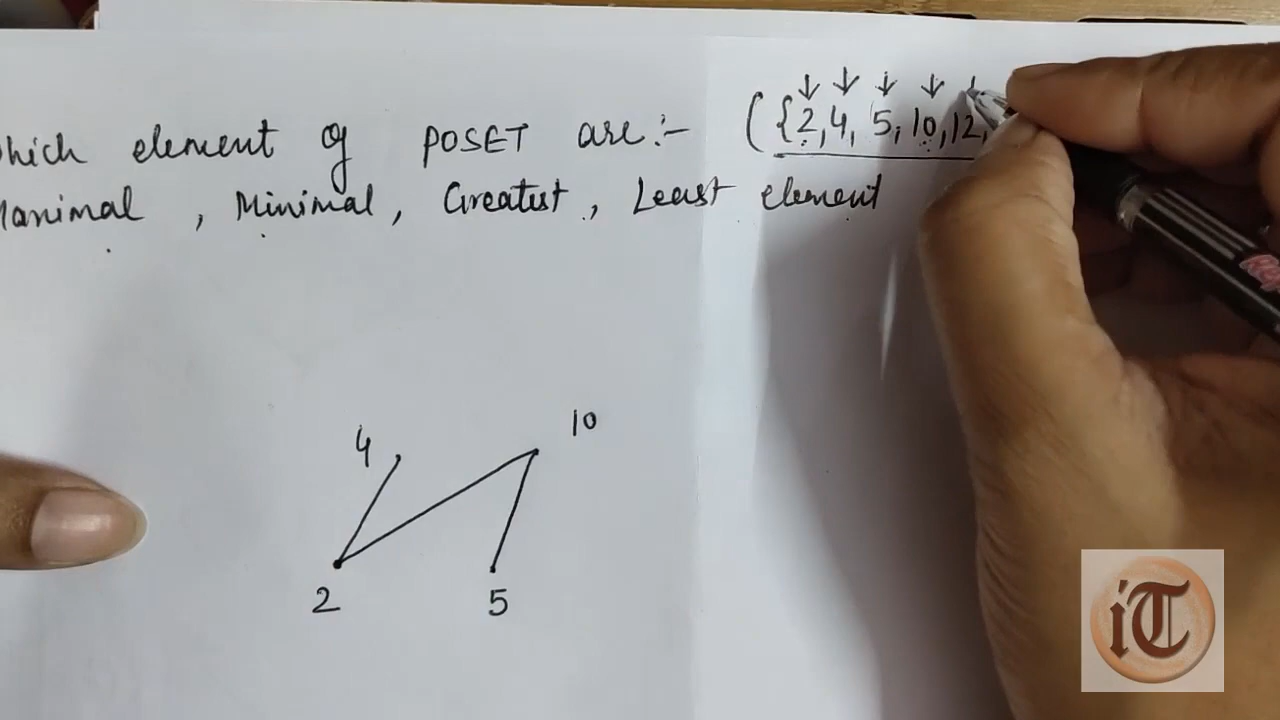 hich element of POSET are:- ({2,4, 5,10,12,
animal , Minimal, Greatest, Least element
4
10
2
5
iT